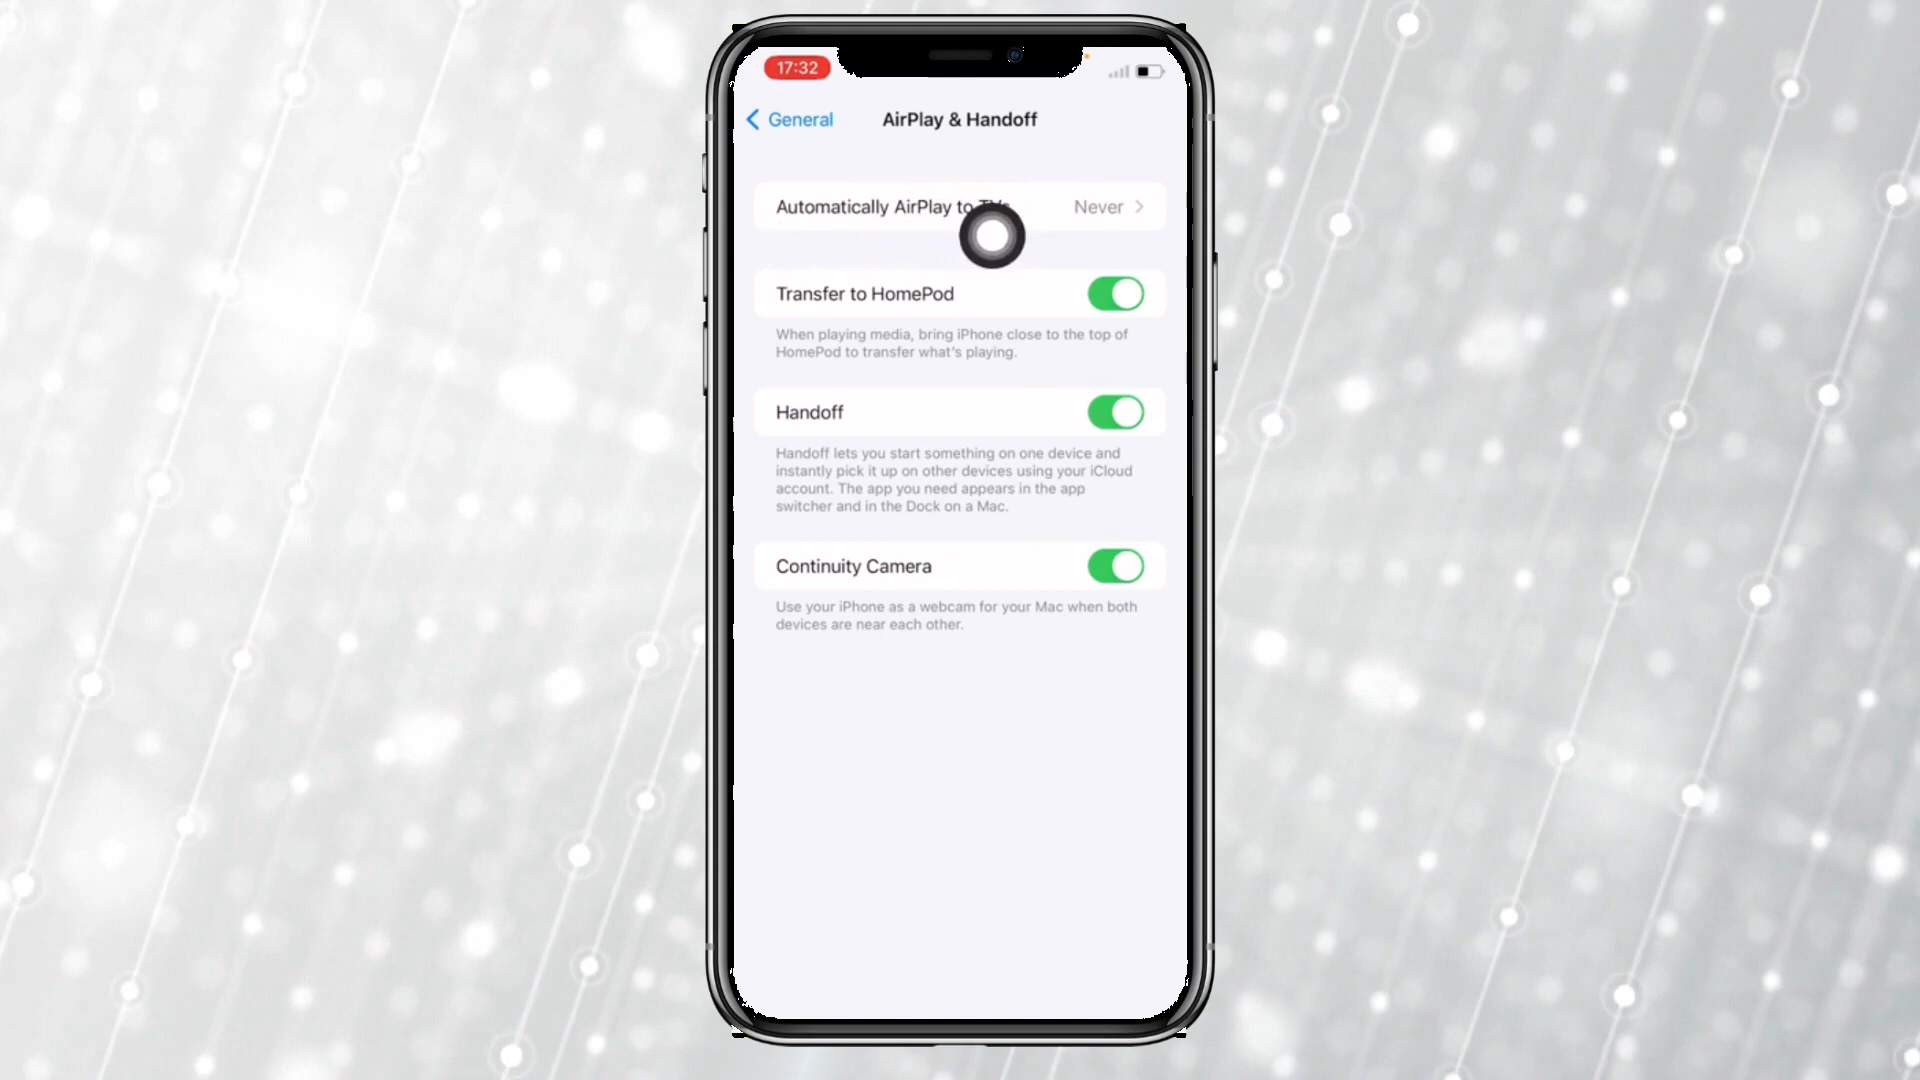 17:32
General
AirPlay & Handoff
Automatically AirPlay to TVs
Never
Transfer to HomePod
When playing media, bring iPhone close to the top of
HomePod to transfer what's playing.
Handoff
Handoff lets you start something on one device and
instantly pick it up on other devices using your iCloud
account. The app you need appears in the app
switcher and in the Dock on a Mac.
Continuity Camera
Use your iPhone as a webcam for your Mac when both
devices are near each other.